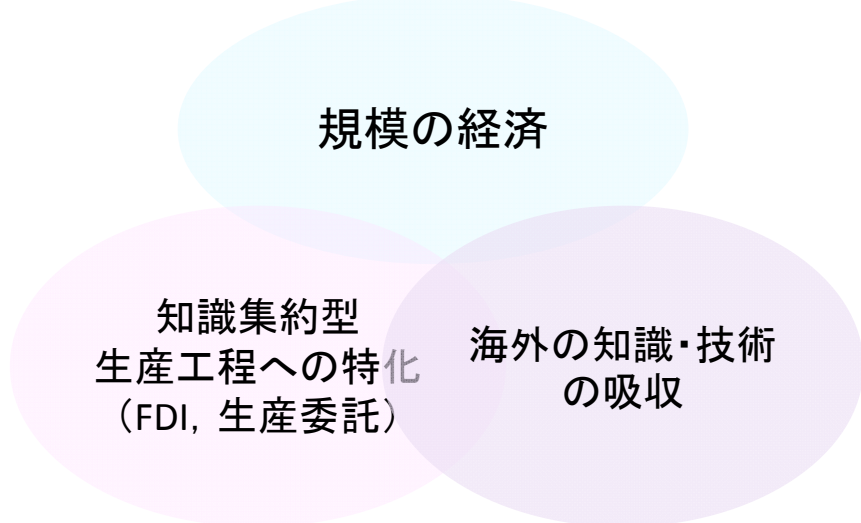 規模の経済
知識集約型
生産工程への特化
（FDI, 生産委託）
海外の知識・技術
の吸収